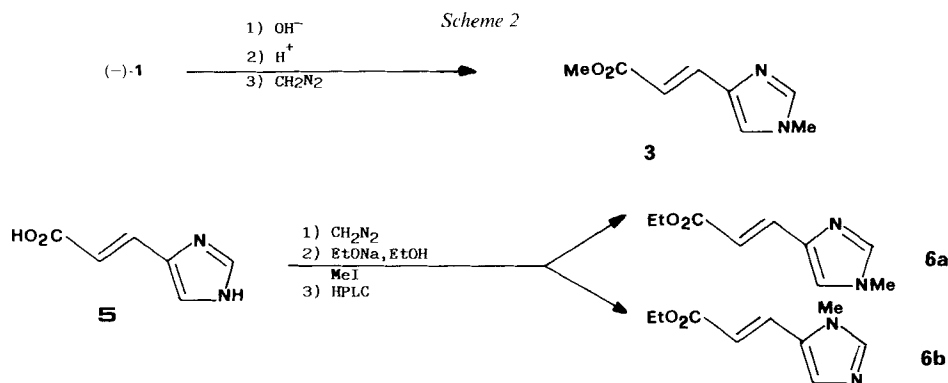 Scheme 2
1) OH⁻
2) H⁺
3) CH2N2
(−)-1
MeO2C
N
NMe
3
HO2C
N
NH
5
1) CH2N2
2) EtONa,EtOH
MeI
3) HPLC
EtO2C
N
NMe
6a
EtO2C
Me
N
N
6b